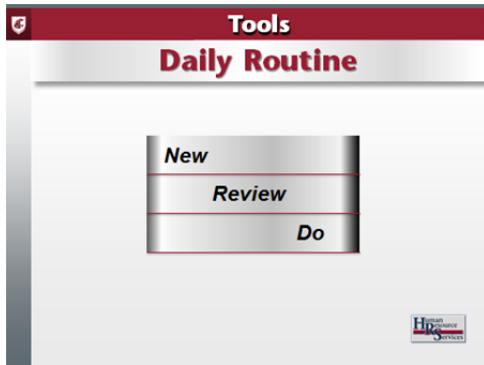 Tools
Daily Routine
New
Review
Do
Human
Resource
Services